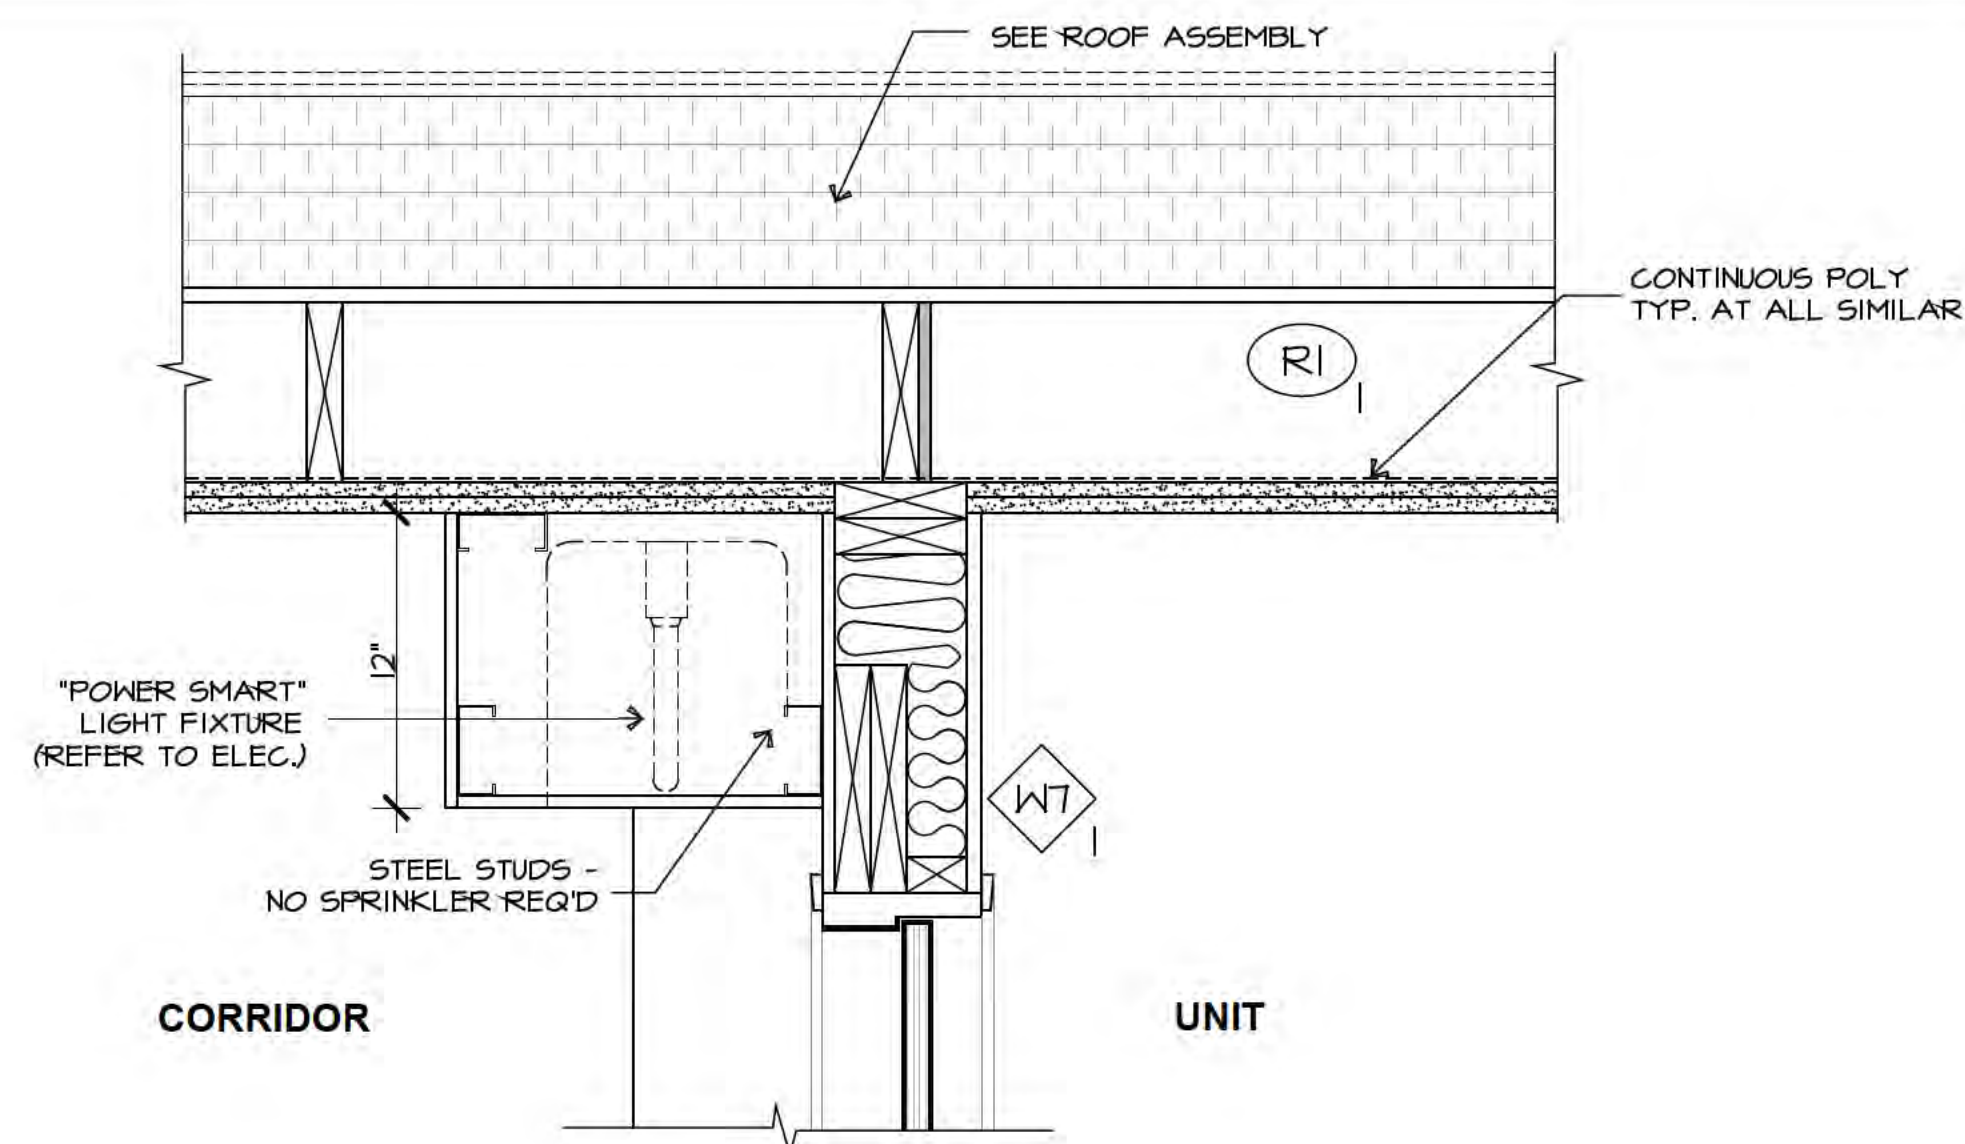 SEE ROOF ASSEMBLY
CONTINUOUS POLY
TYP. AT ALL SIMILAR
R1
1
12"
"POWER SMART"
LIGHT FIXTURE
(REFER TO ELEC.)
W7
1
STEEL STUDS -
NO SPRINKLER REQ'D
CORRIDOR
UNIT